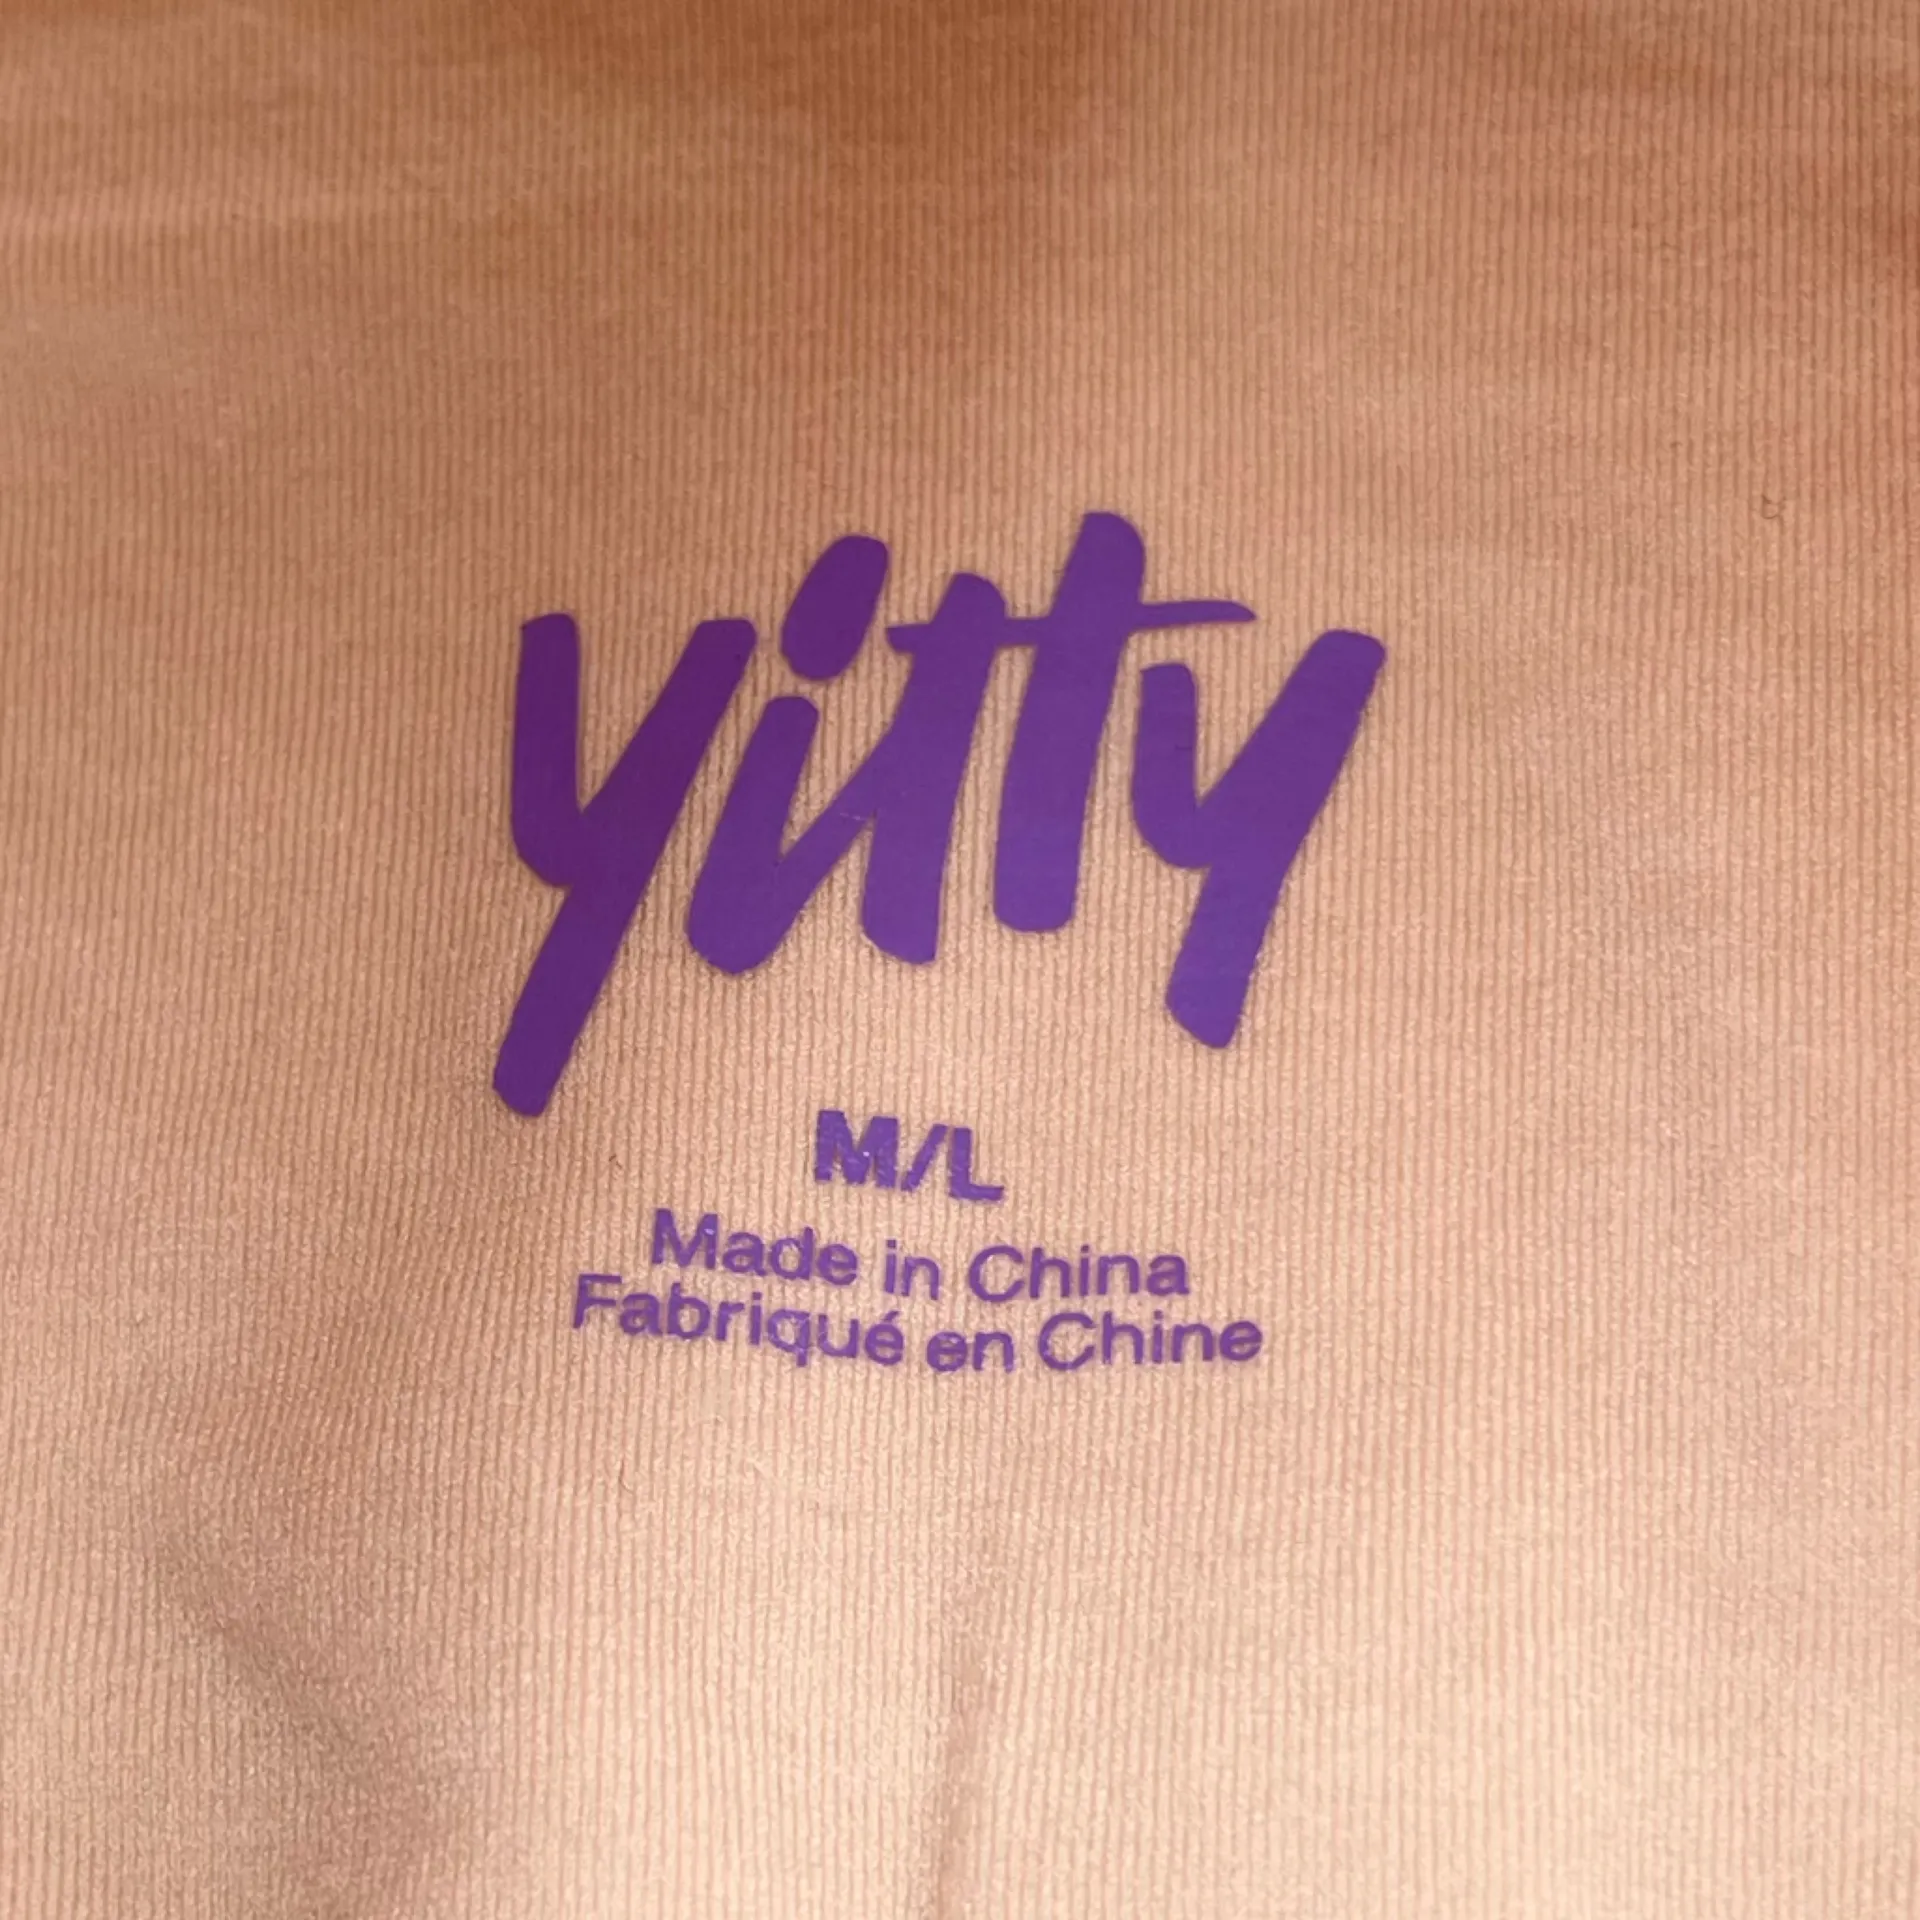 yitty
M/L
Made in China
Fabriqué en Chine